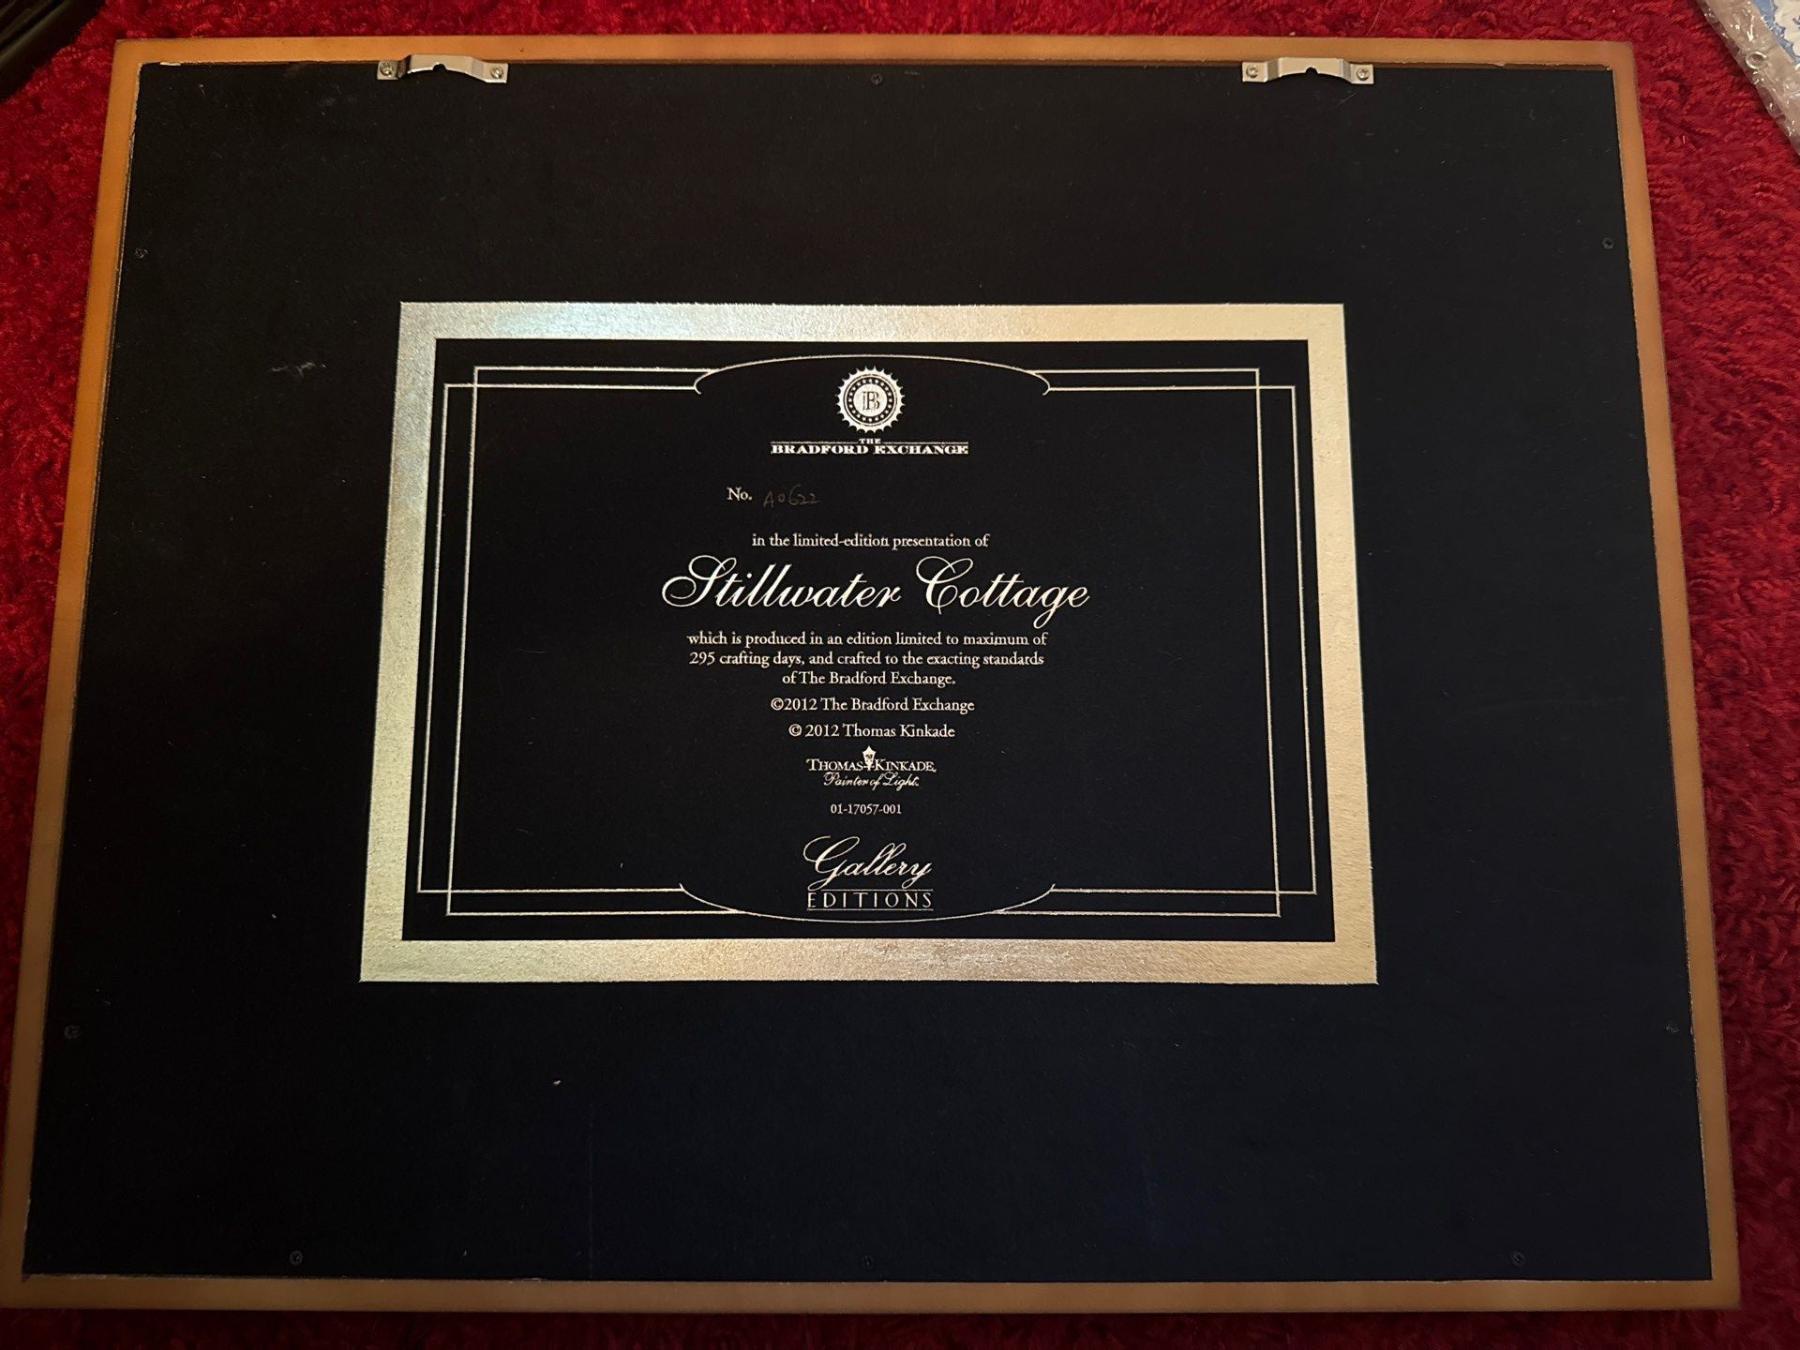 B
THE
BRADFORD EXCHANGE
No. A0622
in the limited-edition presentation of
Stillwater Cottage
which is produced in an edition limited to maximum of
295 crafting days, and crafted to the exacting standards
of The Bradford Exchange.
©2012 The Bradford Exchange
© 2012 Thomas Kinkade
THOMAS KINKADE
Painter of Light
01-17057-001
Gallery
EDITIONS